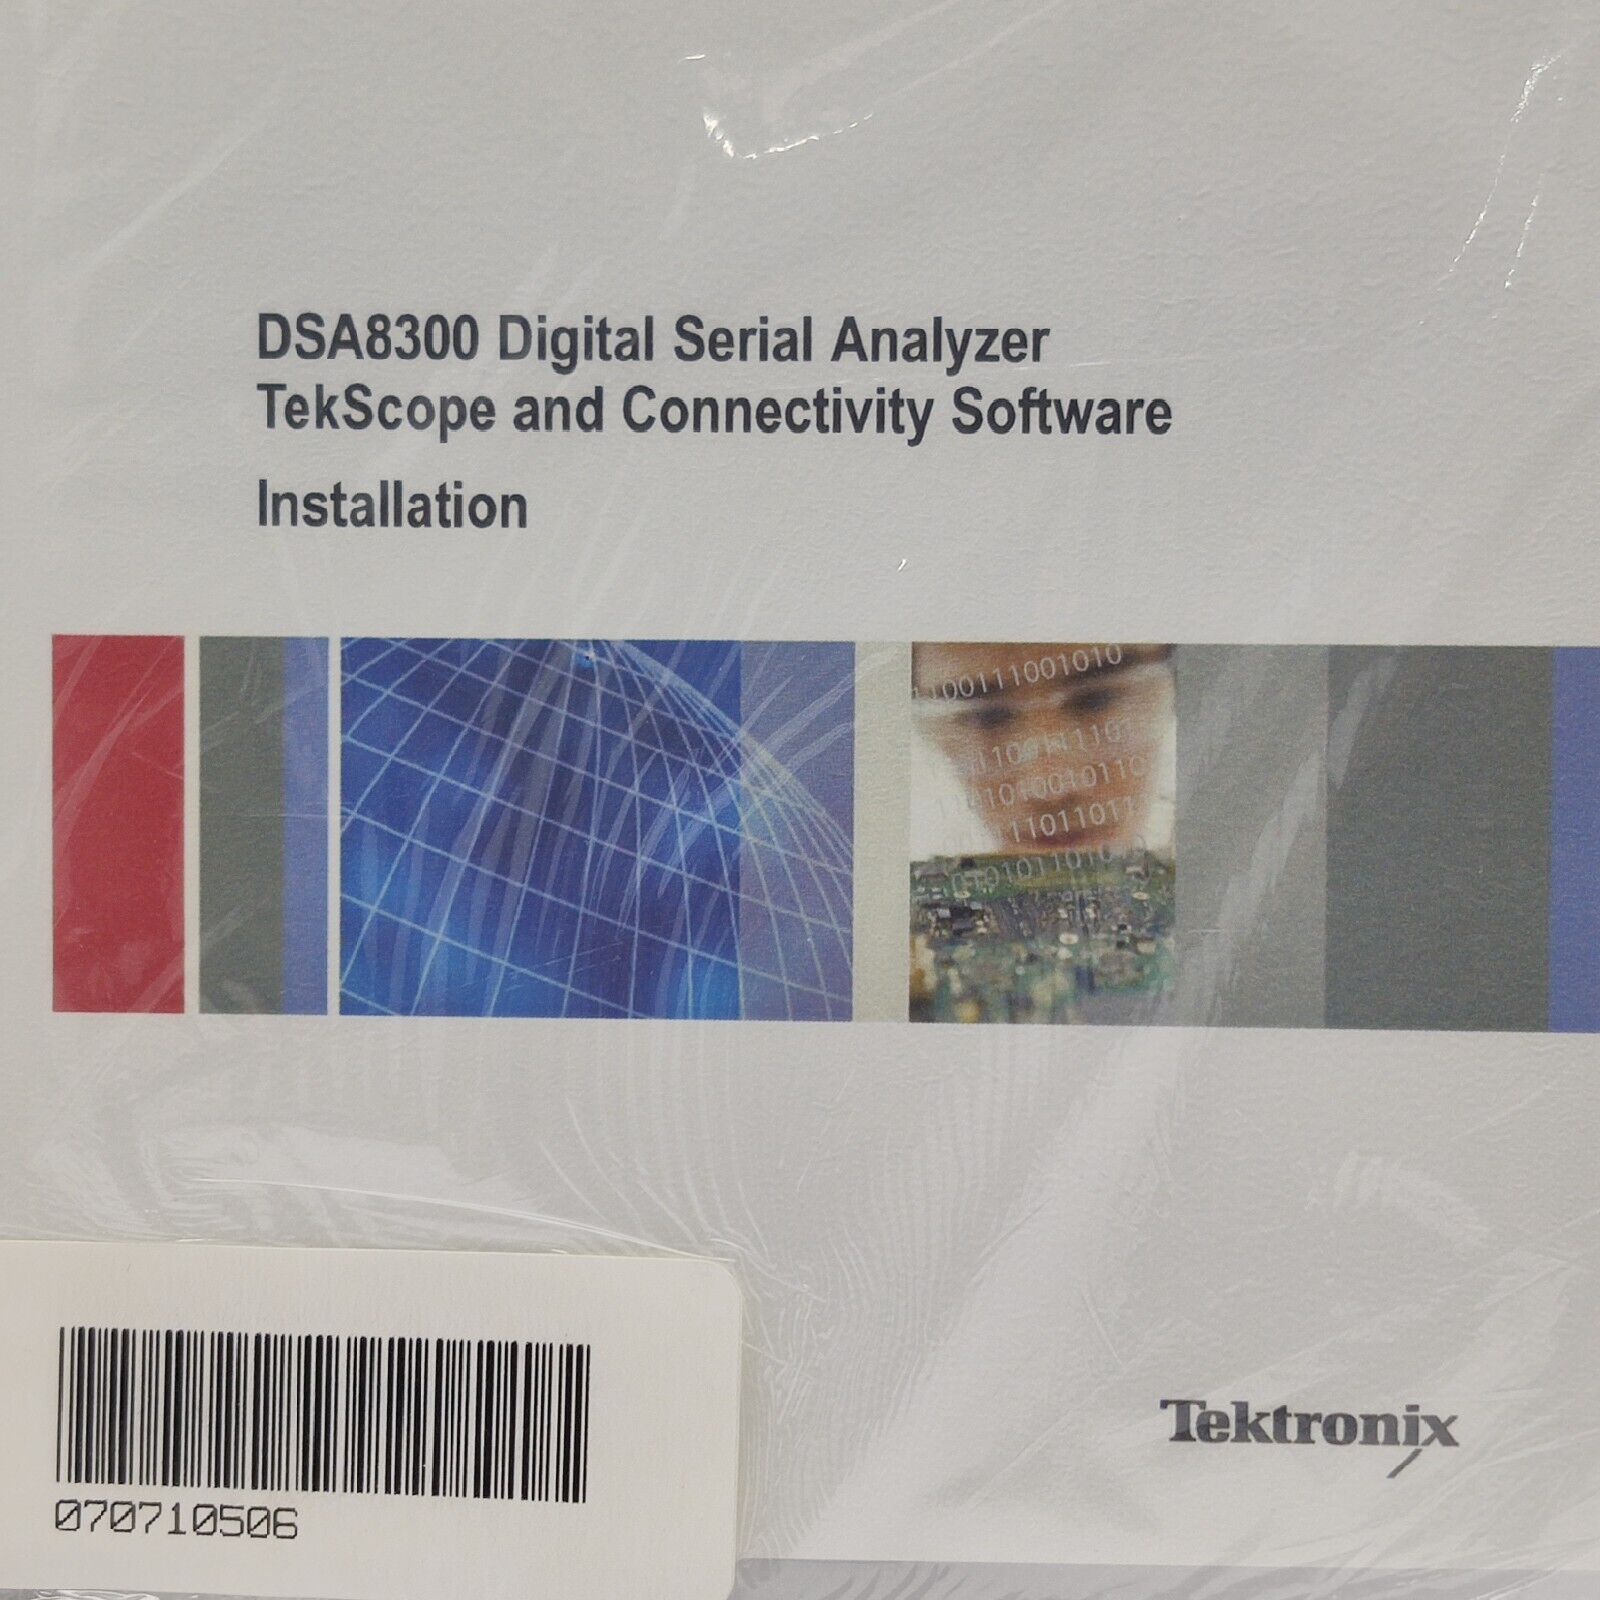 DSA8300 Digital Serial Analyzer
TekScope and Connectivity Software
Installation
Tektronix
070710506